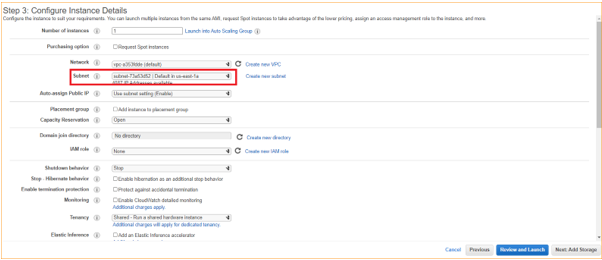 Step 3: Configure Instance Details
Configure the instance to suit your requirements. You can launch multiple instances from the same AMI, request Spot instances to take advantage of the lower pricing, assign an access management role to the instance, and more.
Number of instances 1 Launch into Auto Scaling Group
Purchasing option Request Spot instances
Network (default) Create new VPC
Subnet Default in us-east-1a Create new subnet
IP Addresses available
Auto-assign Public IP Use subnet setting (Enable)
Placement group Add instance to placement group
Capacity Reservation Open
Domain join directory No directory Create new directory
IAM role None Create new IAM role
Shutdown behavior Stop
Stop - Hibernate behavior Enable hibernation as an additional stop behavior
Enable termination protection Protect against accidental termination
Monitoring Enable CloudWatch detailed monitoring
Additional charges apply.
Tenancy Shared - Run a shared hardware instance
Additional charges will apply for dedicated tenancy.
Elastic Inference Add an Elastic Inference accelerator
Cancel Previous Review and Launch Next: Add Storage